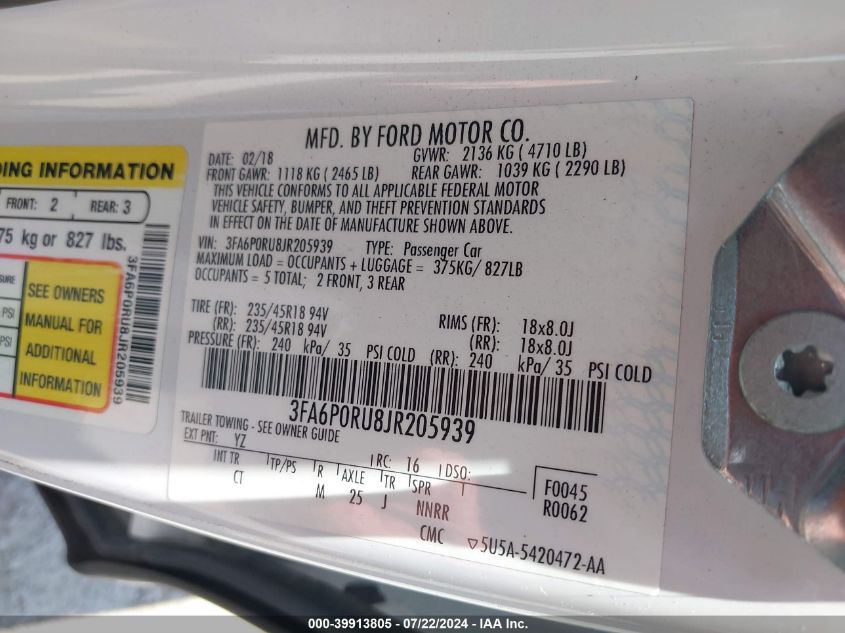 MFD. BY FORD MOTOR CO.
DATE: 02/18 GVWR: 2136 KG ( 4710 LB)
FRONT GAWR: 1118 KG ( 2465 LB) REAR GAWR: 1039 KG ( 2290 LB)
THIS VEHICLE CONFORMS TO ALL APPLICABLE FEDERAL MOTOR
VEHICLE SAFETY, BUMPER, AND THEFT PREVENTION STANDARDS
IN EFFECT ON THE DATE OF MANUFACTURE SHOWN ABOVE.
VIN: 3FA6P0RU8JR205939 TYPE: Passenger Car
MAXIMUM LOAD = OCCUPANTS + LUGGAGE = 375KG/ 827LB
OCCUPANTS = 5 TOTAL; 2 FRONT, 3 REAR
TIRE (FR): 235/45R18 94V RIMS (FR): 18x8.0J
(RR): 235/45R18 94V (RR): 18x8.0J
PRESSURE (FR): 240 kPa/ 35 PSI COLD (RR): 240 kPa/ 35 PSI COLD
3FA6P0RU8JR205939
TRAILER TOWING - SEE OWNER GUIDE
EXT PNT: YZ RC: 16 DSO:
INT TR TP/PS R AXLE TR SPR
CT M 25 J NNRR
CMC
F0045
R0062
5U5A-5420472-AA
ING INFORMATION
FRONT: 2 REAR: 3
75 kg or 827 lbs.
SURE
PSI
PSI
SEE OWNERS
MANUAL FOR
ADDITIONAL
INFORMATION
3FA6P0RU8JR205939
000-39913805 - 07/22/2024 - IAA Inc.